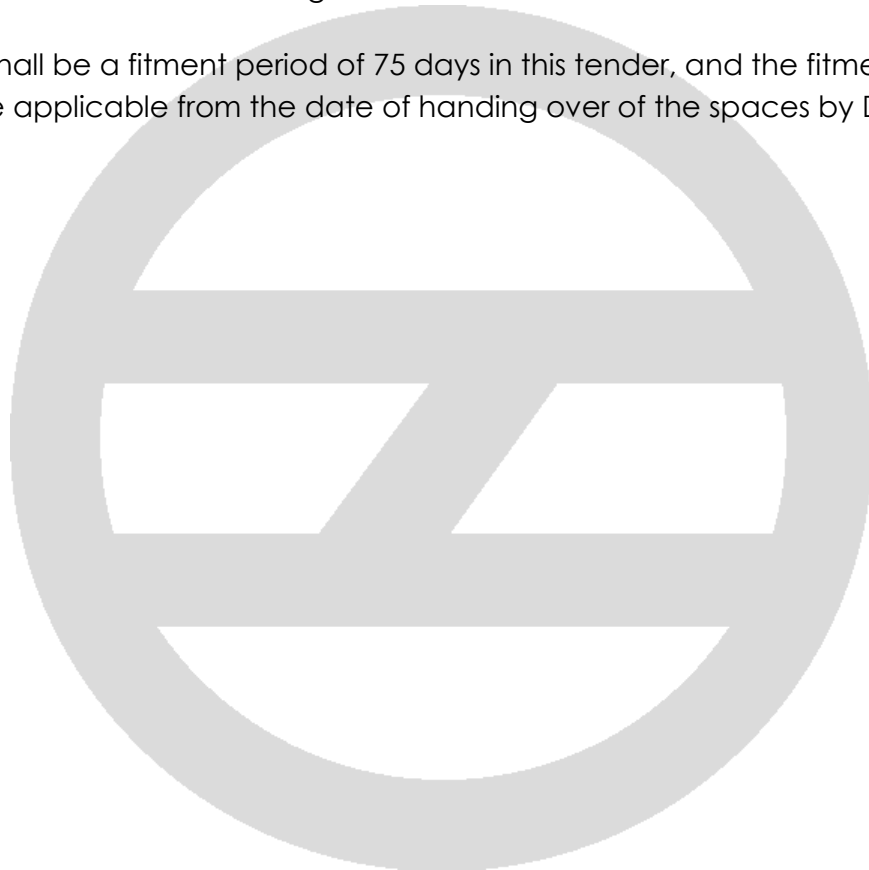 hall be a fitment period of 75 days in this tender, and the fitme
e applicable from the date of handing over of the spaces by D